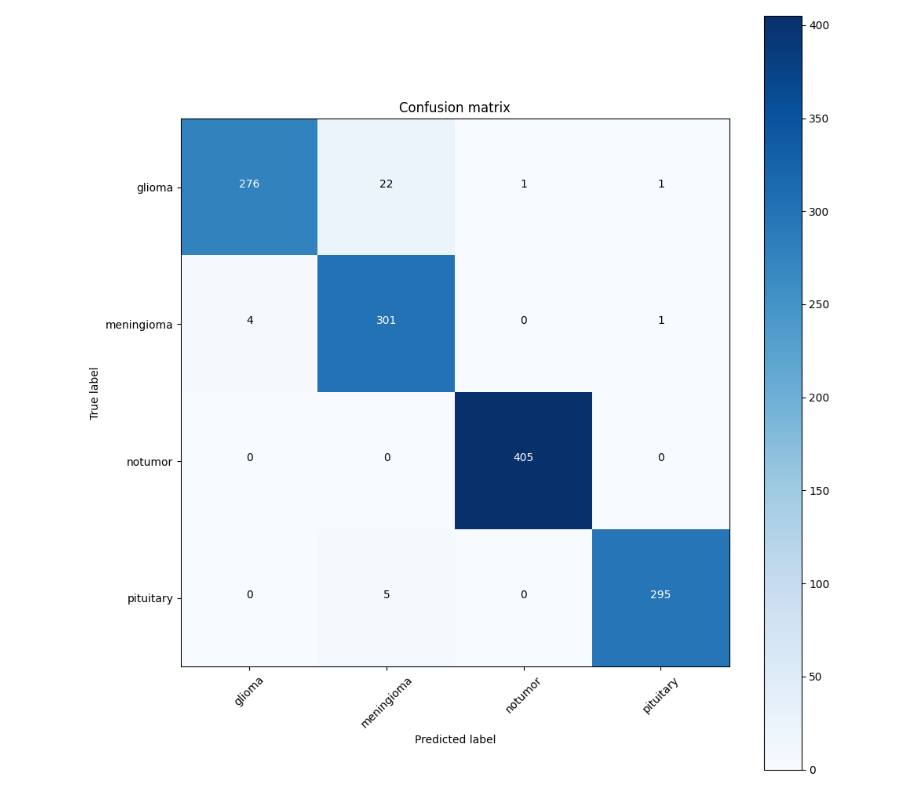 Confusion matrix
glioma 276 22 1 1
meningioma 4 301 0 1
notumor 0 0 405 0
pituitary 0 5 0 295
glioma meningioma notumor pituitary
True label
Predicted label
400
350
300
250
200
150
100
50
0